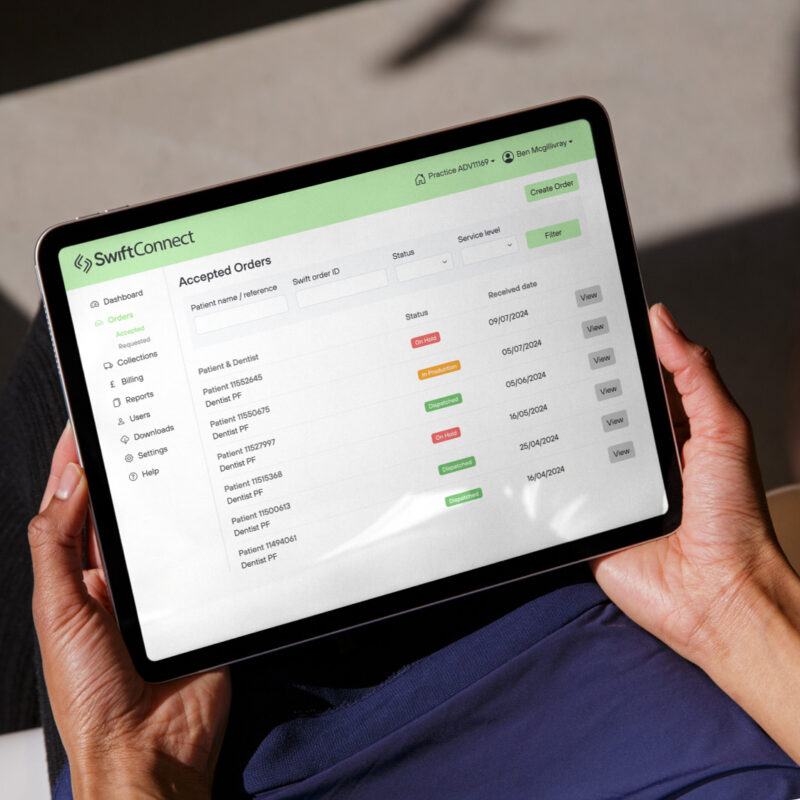 SwiftConnect
Practice ADV11169
Ben Mcgillivray
Dashboard
Orders
Accepted
Requested
Collections
£ Billing
Reports
Users
Downloads
Settings
Help
Accepted Orders
Create Order
Patient name / reference
Swift order ID
Status
Service level
Filter
Patient & Dentist
Status
Received date
Patient 11552645
Dentist PF
On Hold
09/07/2024
View
Patient 11550675
Dentist PF
In Production
05/07/2024
View
Patient 11527997
Dentist PF
Dispatched
05/06/2024
View
Patient 11515368
Dentist PF
On Hold
16/05/2024
View
Patient 11500613
Dentist PF
Dispatched
25/04/2024
View
Patient 11494061
Dentist PF
Dispatched
16/04/2024
View